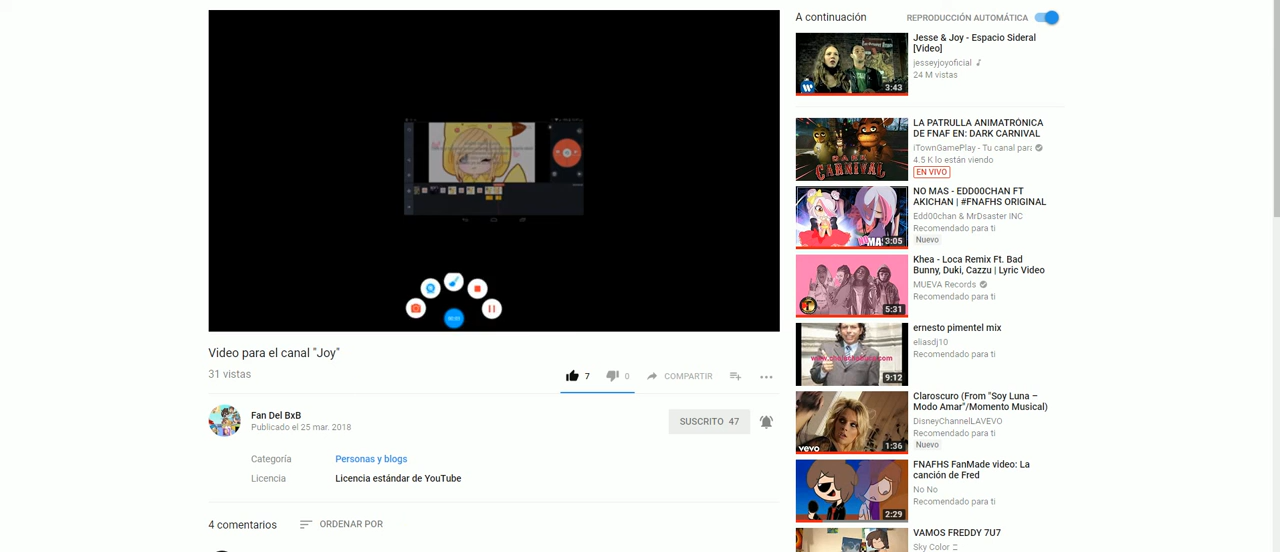 Video para el canal "Joy"
31 vistas
7
0
COMPARTIR
Fan Del BxB
Publicado el 25 mar. 2018
SUSCRITO 47
Categoría
Personas y blogs
Licencia
Licencia estándar de YouTube
4 comentarios
ORDENAR POR
A continuación
REPRODUCCIÓN AUTOMÁTICA
3:43
Jesse & Joy - Espacio Sideral
[Video]
jesseyjoyoficial
24 M vistas
DARK
CARNIVAL
LA PATRULLA ANIMATRÓNICA
DE FNAF EN: DARK CARNIVAL
iTownGamePlay - Tu canal para
4.5 K lo están viendo
EN VIVO
3:05
NO MAS - EDD00CHAN FT
AKICHAN | #FNAFHS ORIGINAL
Edd00chan & MrDsaster INC
Recomendado para ti
Nuevo
5:31
Khea - Loca Remix Ft. Bad
Bunny, Duki, Cazzu | Lyric Video
MUEVA Records
Recomendado para ti
9:12
ernesto pimentel mix
eliasdj10
Recomendado para ti
vevo
1:36
Claroscuro (From "Soy Luna –
Modo Amar"/Momento Musical)
DisneyChannelLAVEVO
Recomendado para ti
Nuevo
2:29
FNAFHS FanMade video: La
canción de Fred
No No
Recomendado para ti
VAMOS FREDDY 7U7
Sky Color